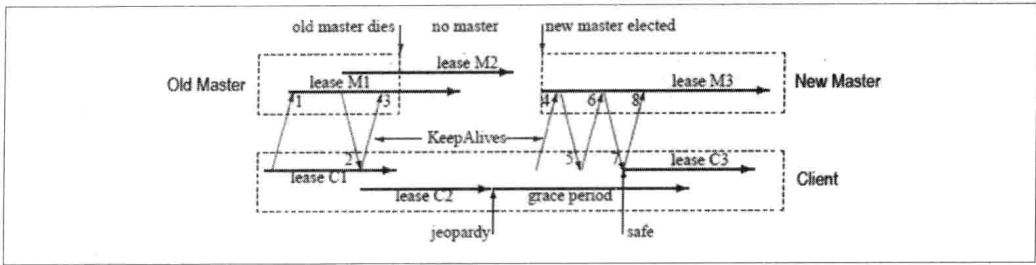 old master dies no master new master elected
lease M2
Old Master lease M1 lease M3 New Master
1 3 4 6 8
KeepAlives
2 5 7
lease C1 lease C3
Client
lease C2 grace period
jeopardy safe